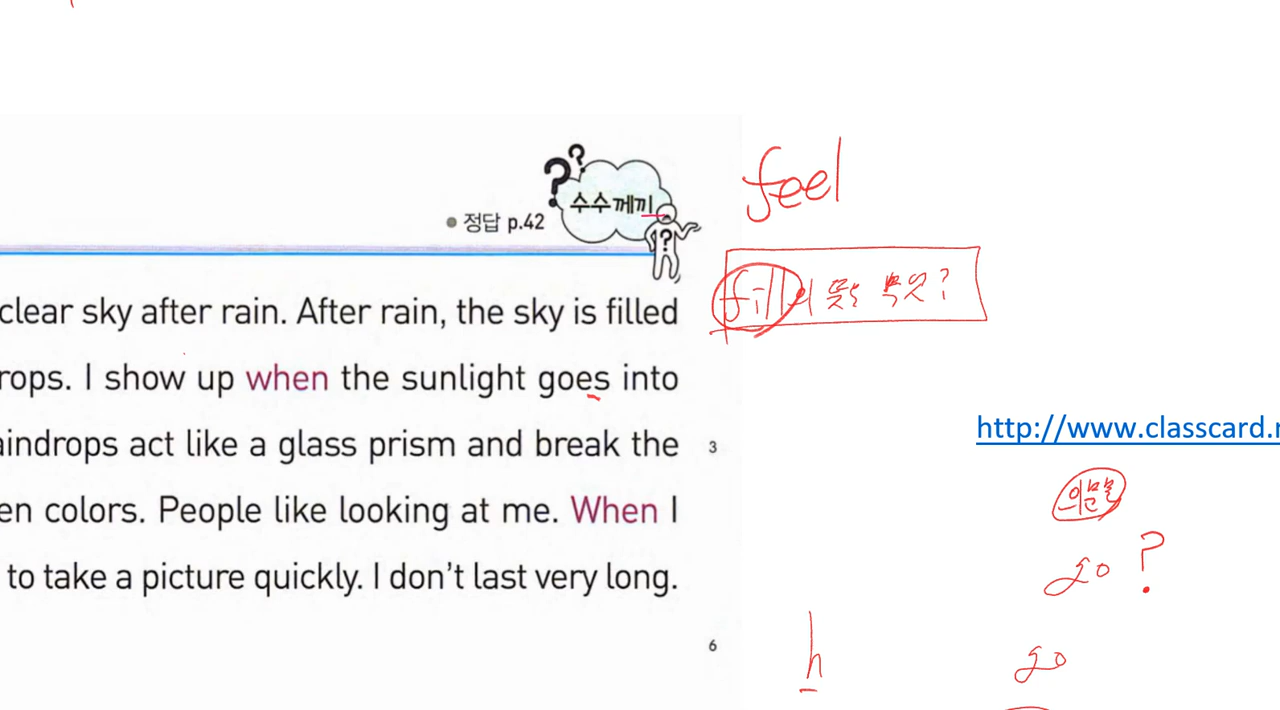 feel
수수께끼
정답 p.42
fill의 뜻은 무엇?
clear sky after rain. After rain, the sky is filled
rops. I show up when the sunlight goes into
http://www.classcard.
aindrops act like a glass prism and break the
3
의문문
en colors. People like looking at me. When I
go ?
to take a picture quickly. I don't last very long.
6
h
go